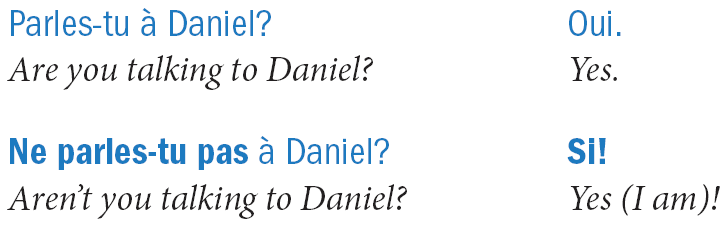 Parles-tu à Daniel? Oui.
Are you talking to Daniel? Yes.
Ne parles-tu pas à Daniel? Si!
Aren’t you talking to Daniel? Yes (I am)!